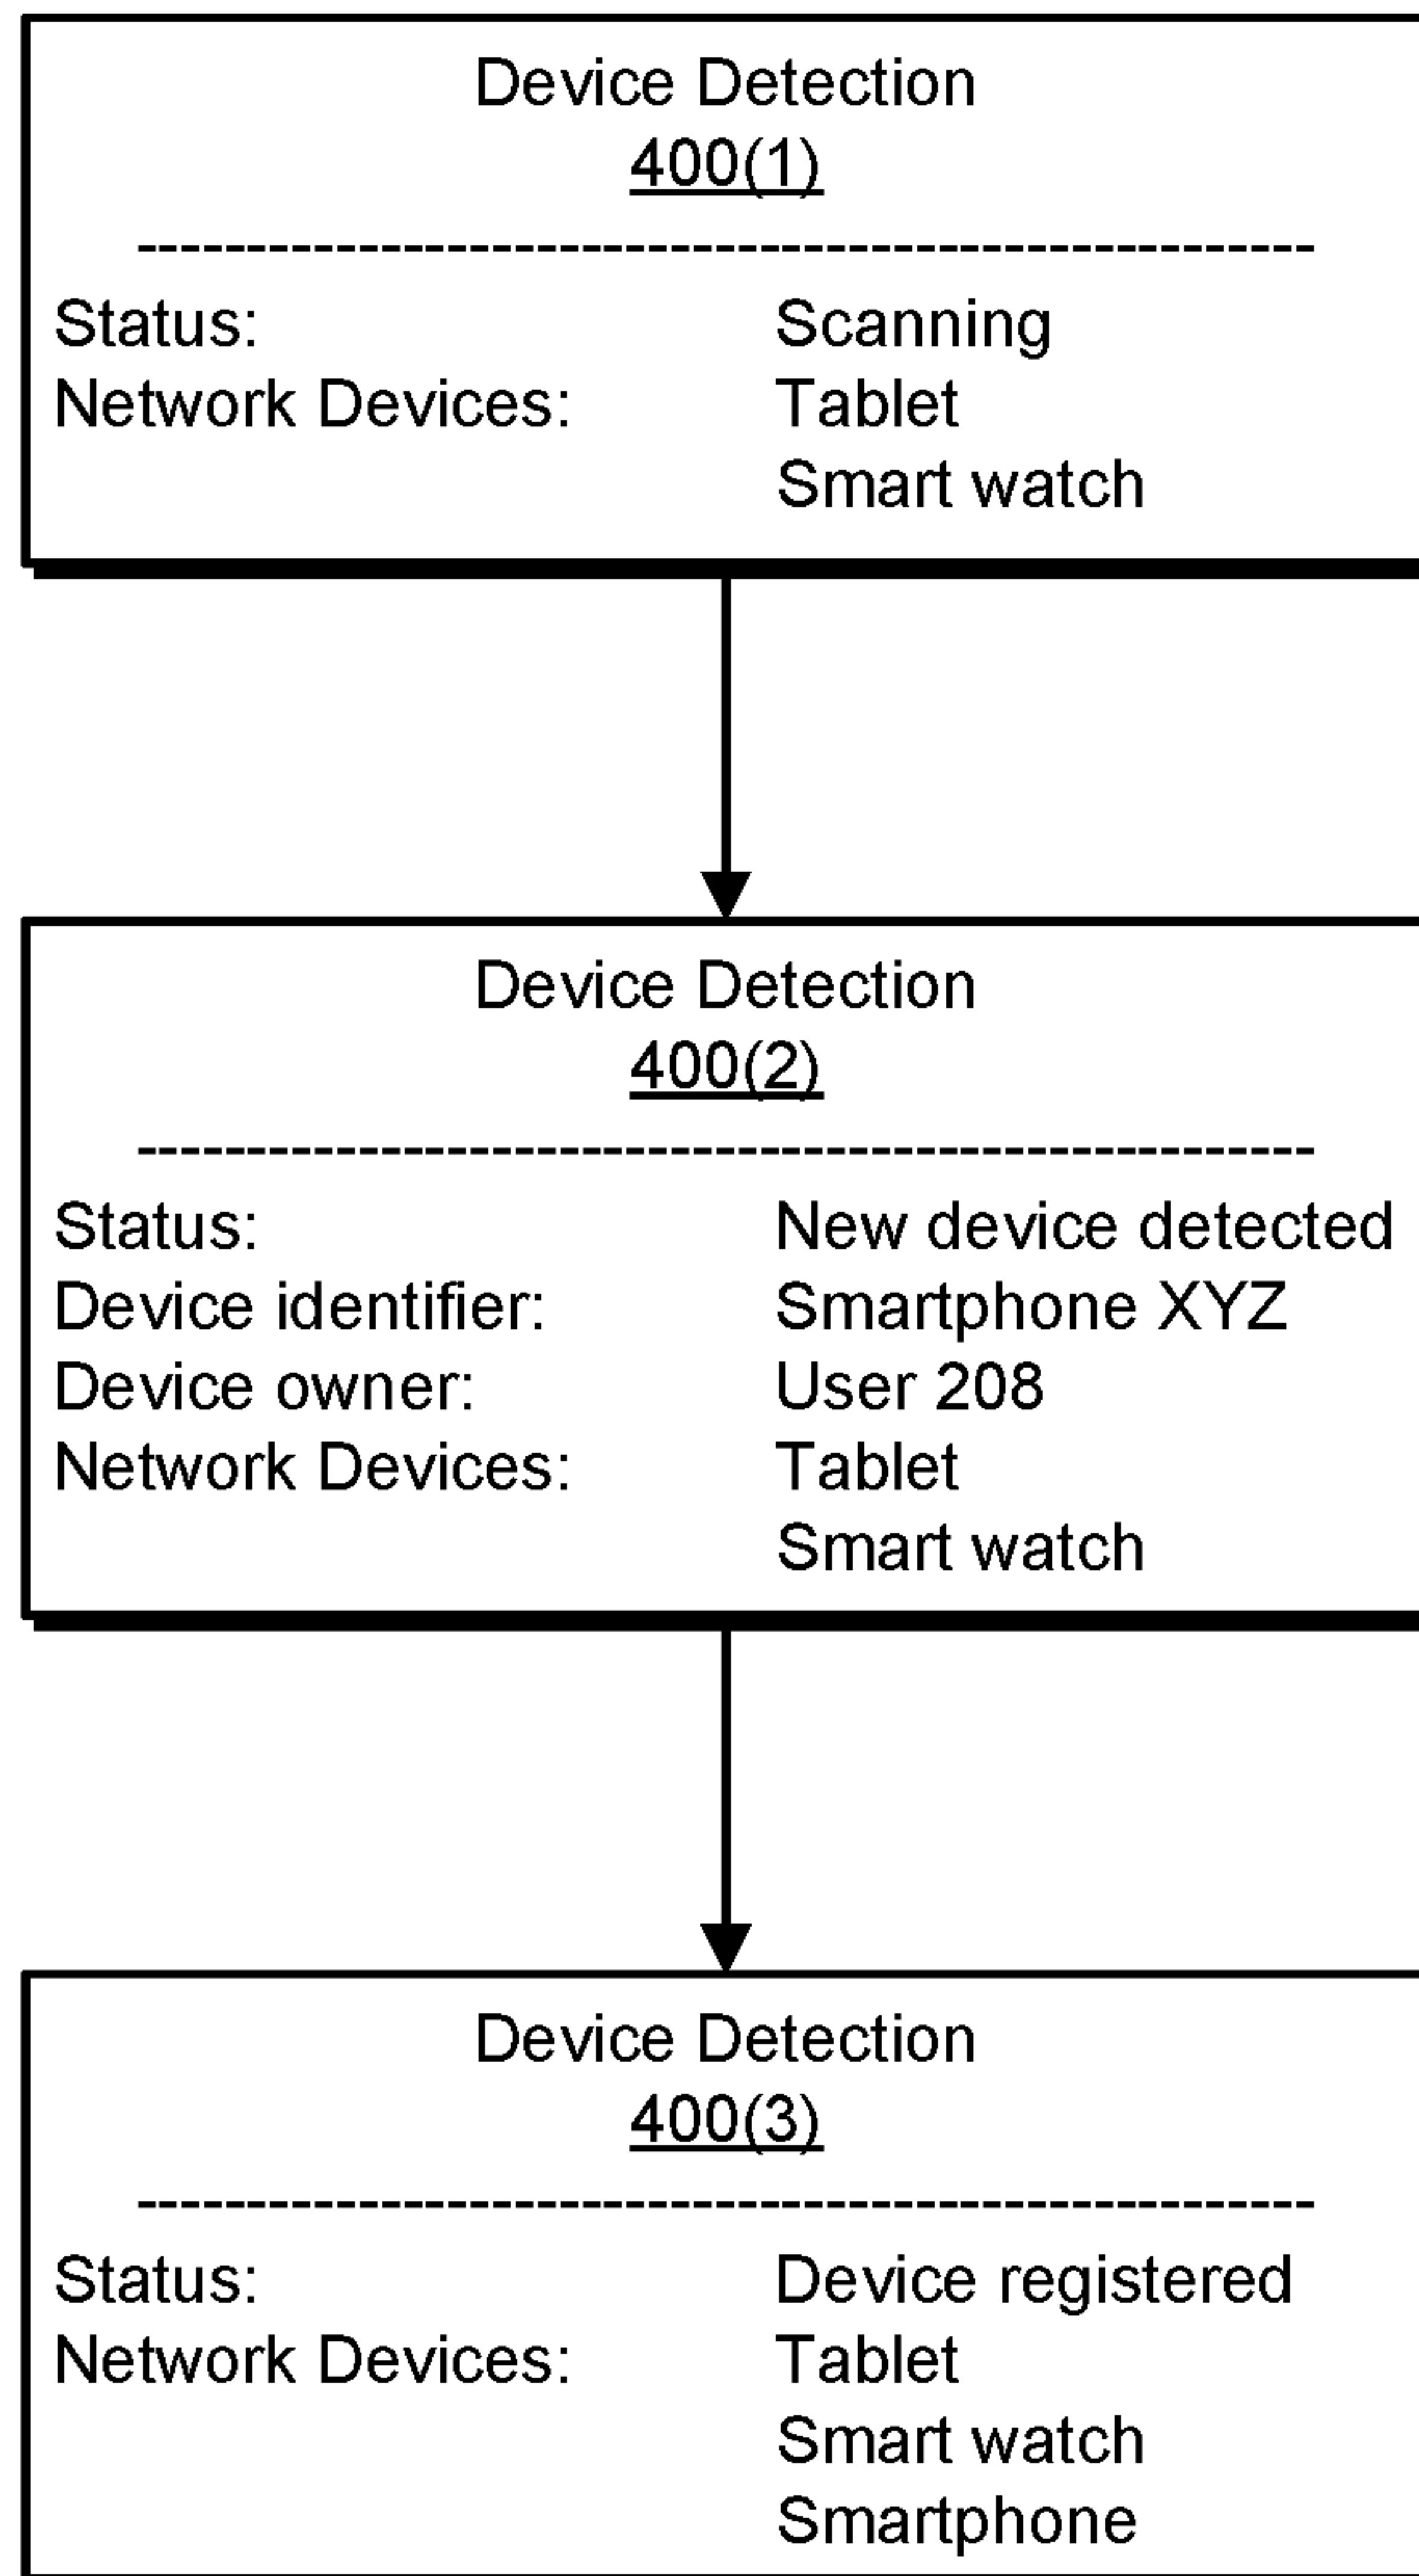 Device Detection
400(1)
Status: Scanning
Network Devices: Tablet
Smart watch
Device Detection
400(2)
Status: New device detected
Device identifier: Smartphone XYZ
Device owner: User 208
Network Devices: Tablet
Smart watch
Device Detection
400(3)
Status: Device registered
Network Devices: Tablet
Smart watch
Smartphone